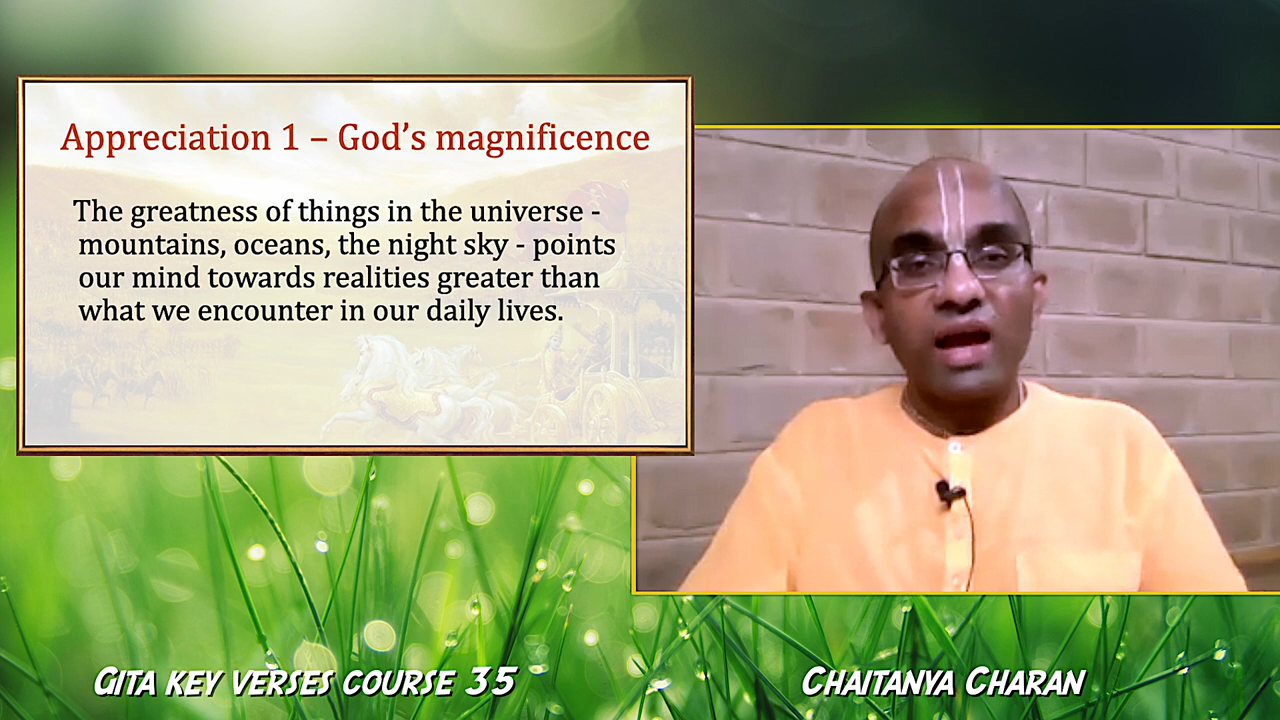 Appreciation 1 – God’s magnificence
The greatness of things in the universe -
mountains, oceans, the night sky - points
our mind towards realities greater than
what we encounter in our daily lives.
Gita key verses course 35
Chaitanya Charan